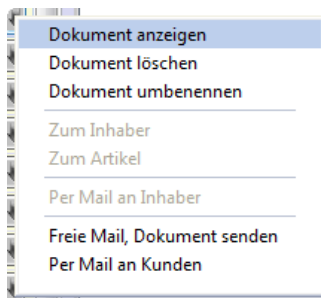 Dokument anzeigen
Dokument löschen
Dokument umbenennen
Zum Inhaber
Zum Artikel
Per Mail an Inhaber
Freie Mail, Dokument senden
Per Mail an Kunden